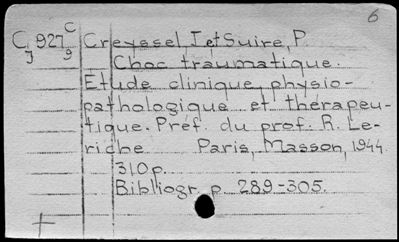 6
C 927 C Creyssel J et Suire, P.
J 9 Choc traumatique.
Etude clinique, physio-
pathologique et thérapeu-
tique. Préf. du prof. R. Le-
riche Paris, Masson, 1944.
310 p.
Bibliogr. p. 289-305.